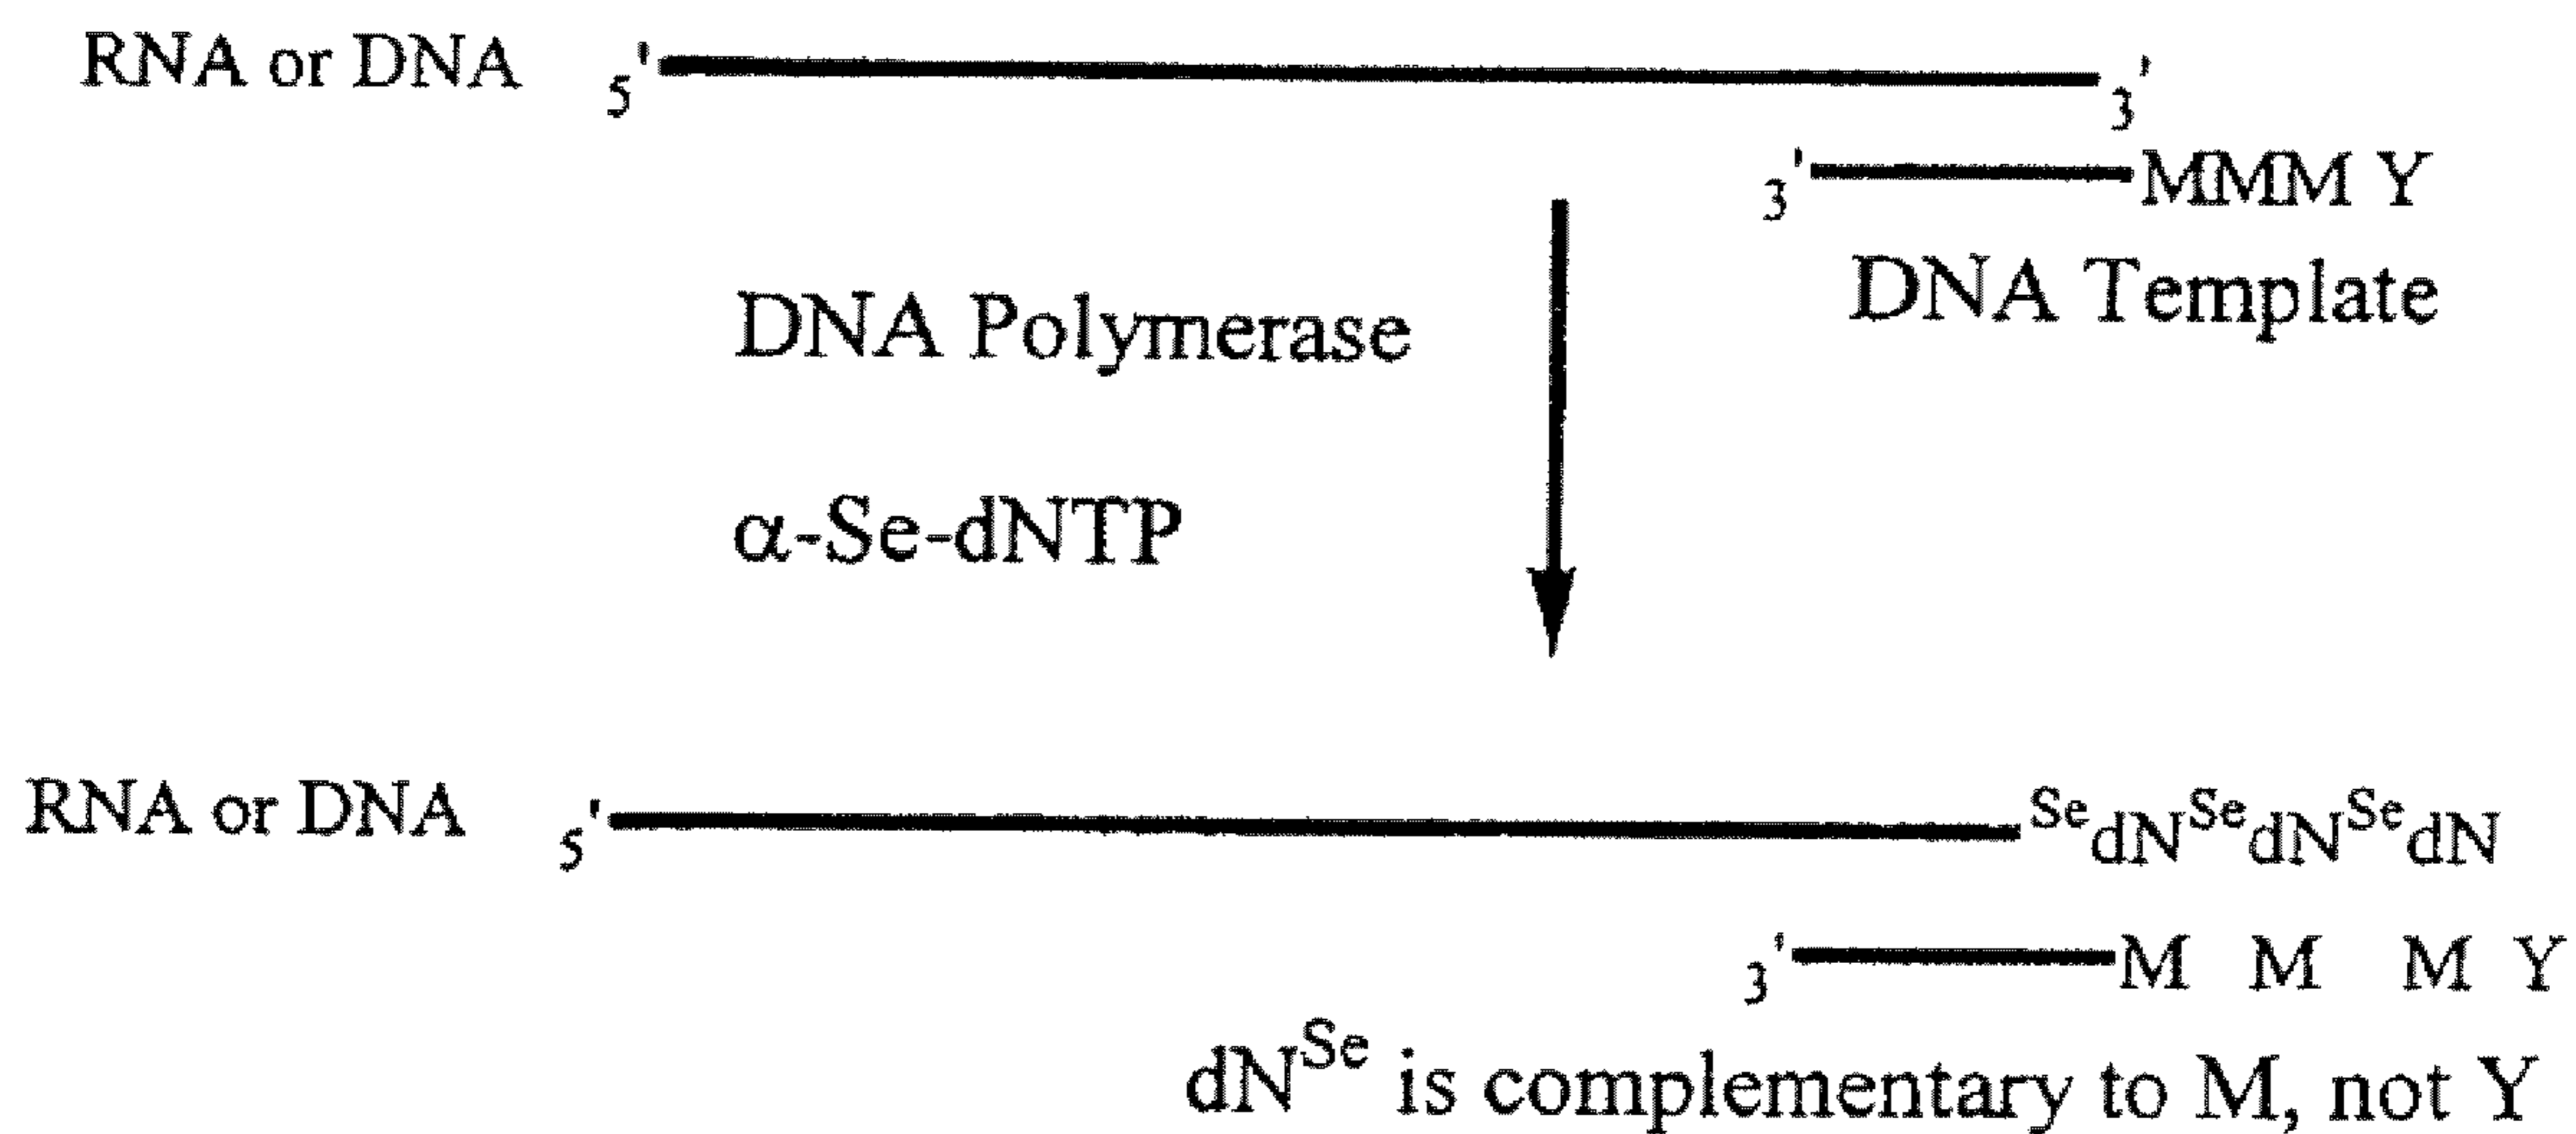 RNA or DNA 5' 3'
3' MMM Y
DNA Template
DNA Polymerase
α-Se-dNTP
RNA or DNA 5' SedNSedNSedN
3' M M M Y
dNSe is complementary to M, not Y